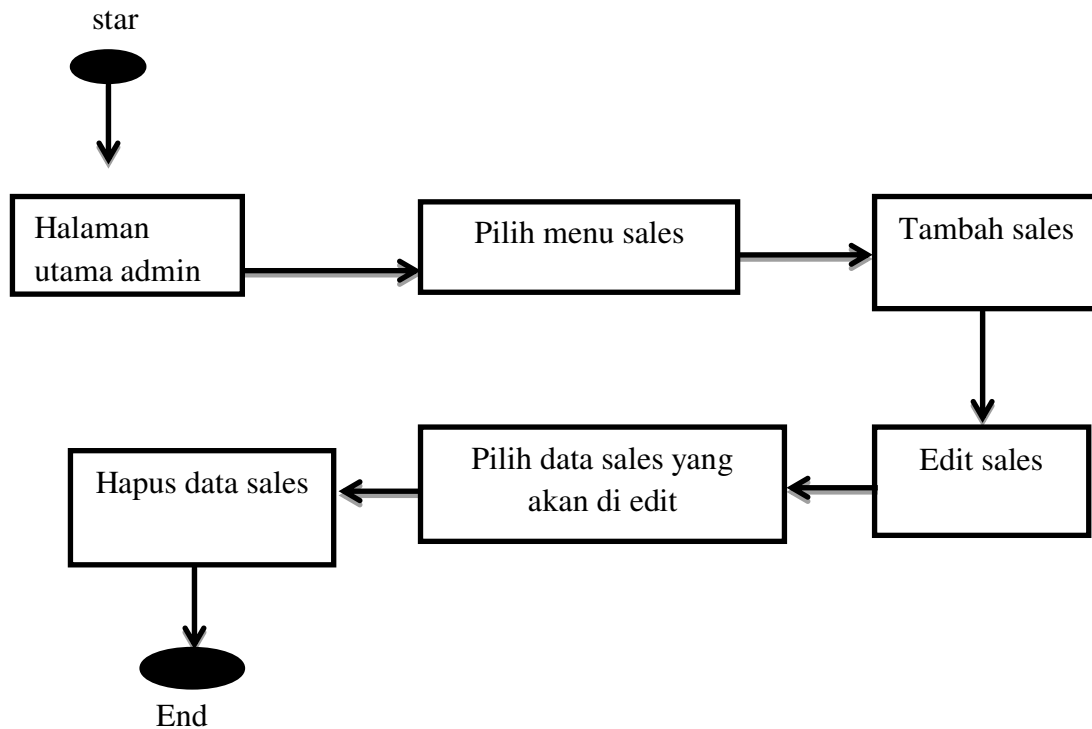 star
Halaman
utama admin
Pilih menu sales
Tambah sales
Edit sales
Pilih data sales yang
akan di edit
Hapus data sales
End